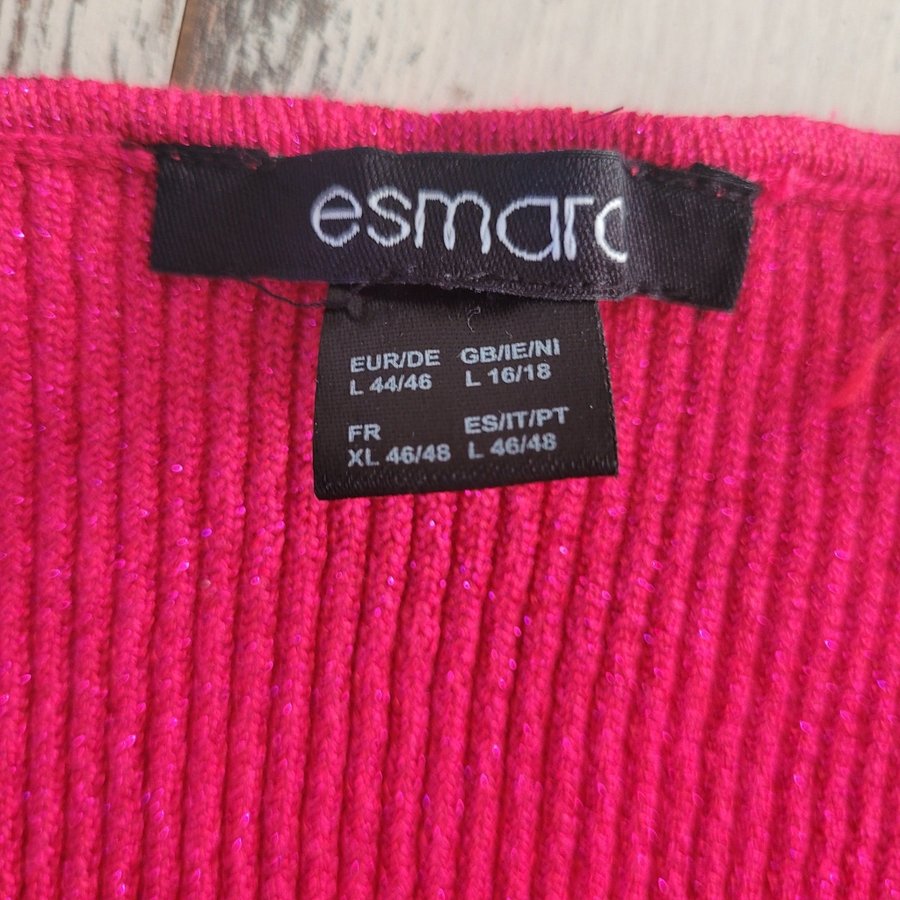 esmara
EUR/DE GB/IE/NI
L 44/46 L 16/18
FR ES/IT/PT
XL 46/48 L 46/48